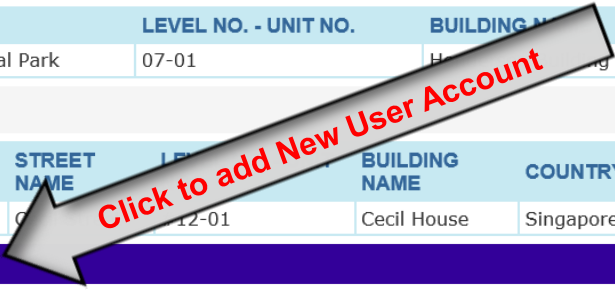 LEVEL NO. - UNIT NO. BUILDING
al Park 07-01
Click to add New User Account
STREET NAME BUILDING NAME COUNTRY
12-01 Cecil House Singapore